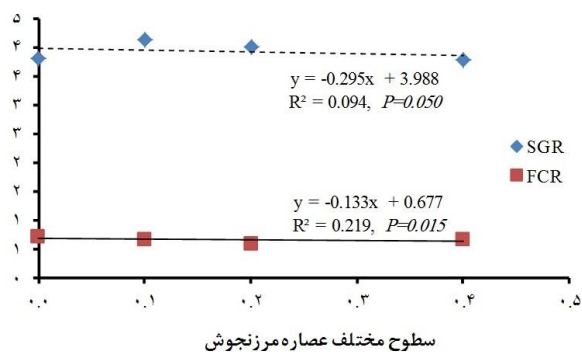 ۵
۴
۴
۳
۳
۲
۲
۱
۱
۰
y = -0.295x + 3.988
R² = 0.094, P=0.050
SGR
FCR
y = -0.133x + 0.677
R² = 0.219, P=0.015
۰.۰ ۰.۱ ۰.۲ ۰.۳ ۰.۴ ۰.۵
سطوح مختلف عصاره مرزنجوش